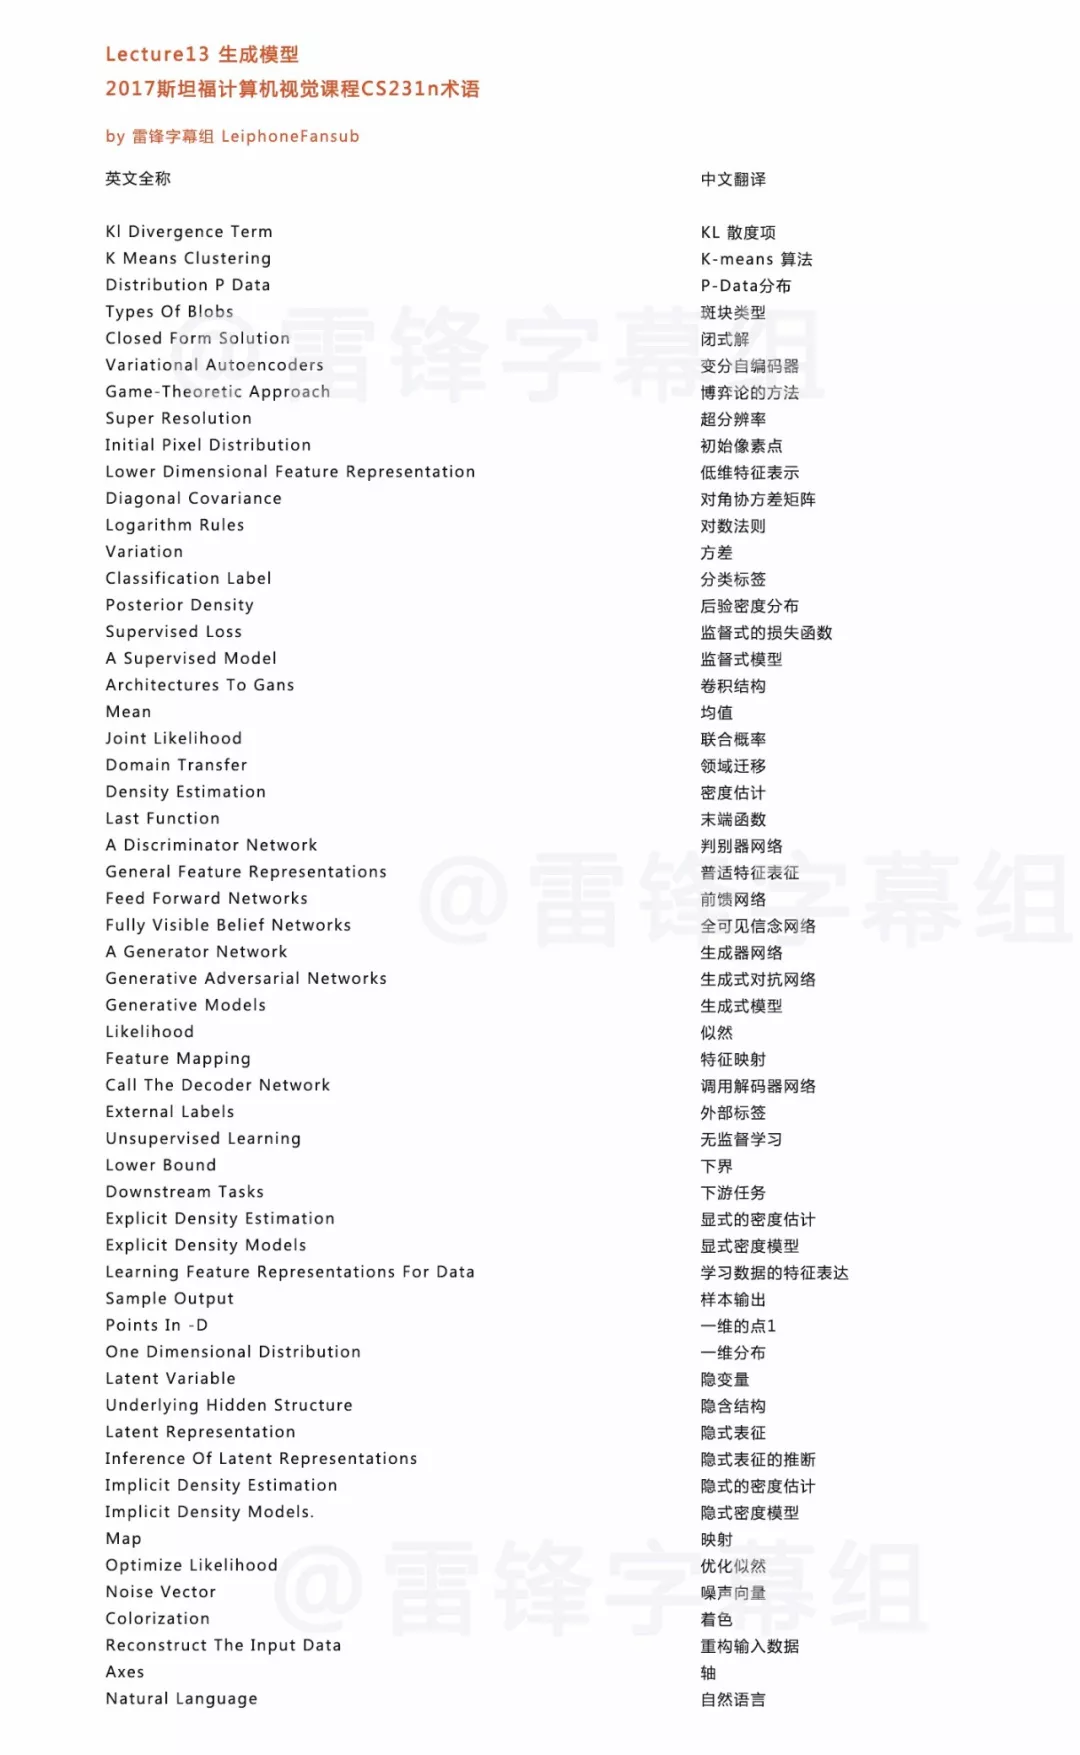 Lecture13 生成模型
2017斯坦福计算机视觉课程CS231n术语
by 雷锋字幕组 LeiphoneFansub
英文全称 中文翻译
Kl Divergence Term KL 散度项
K Means Clustering K-means 算法
Distribution P Data P-Data分布
Types Of Blobs 斑块类型
Closed Form Solution 闭式解
Variational Autoencoders 变分自编码器
Game-Theoretic Approach 博弈论的方法
Super Resolution 超分辨率
Initial Pixel Distribution 初始像素点
Lower Dimensional Feature Representation 低维特征表示
Diagonal Covariance 对角协方差矩阵
Logarithm Rules 对数法则
Variation 方差
Classification Label 分类标签
Posterior Density 后验密度分布
Supervised Loss 监督式的损失函数
A Supervised Model 监督式模型
Architectures To Gans 卷积结构
Mean 均值
Joint Likelihood 联合概率
Domain Transfer 领域迁移
Density Estimation 密度估计
Last Function 末端函数
A Discriminator Network 判别器网络
General Feature Representations 普适特征表征
Feed Forward Networks 前馈网络
Fully Visible Belief Networks 全可见信念网络
A Generator Network 生成器网络
Generative Adversarial Networks 生成式对抗网络
Generative Models 生成式模型
Likelihood 似然
Feature Mapping 特征映射
Call The Decoder Network 调用解码器网络
External Labels 外部标签
Unsupervised Learning 无监督学习
Lower Bound 下界
Downstream Tasks 下游任务
Explicit Density Estimation 显式的密度估计
Explicit Density Models 显式密度模型
Learning Feature Representations For Data 学习数据的特征表达
Sample Output 样本输出
Points In -D 一维的点1
One Dimensional Distribution 一维分布
Latent Variable 隐变量
Underlying Hidden Structure 隐含结构
Latent Representation 隐式表征
Inference Of Latent Representations 隐式表征的推断
Implicit Density Estimation 隐式的密度估计
Implicit Density Models. 隐式密度模型
Map 映射
Optimize Likelihood 优化似然
Noise Vector 噪声向量
Colorization 着色
Reconstruct The Input Data 重构输入数据
Axes 轴
Natural Language 自然语言
@雷锋字幕组
@雷锋字幕组
@雷锋字幕组